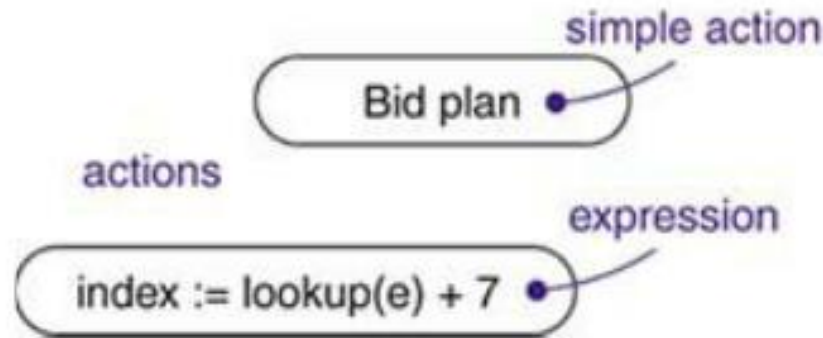 simple action
Bid plan
actions
expression
index := lookup(e) + 7